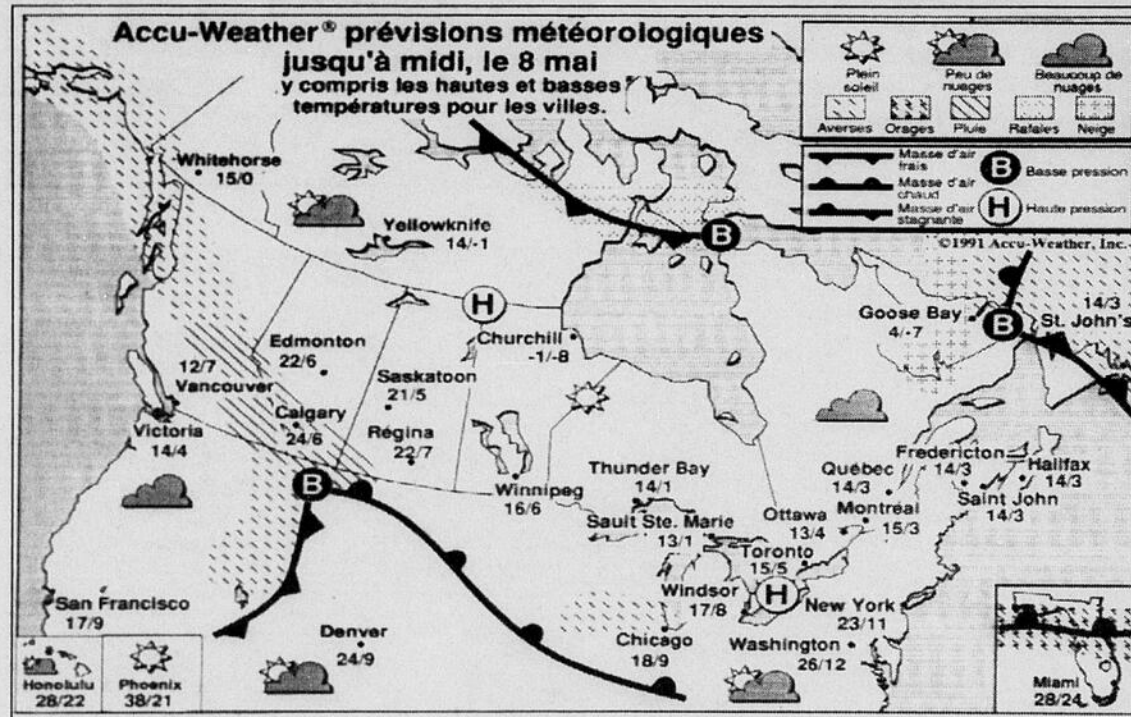 Accu-Weather® prévisions météorologiques
jusqu'à midi, le 8 mai
y compris les hautes et basses
températures pour les villes.
Plein
soleil
Peu de
nuages
Beaucoup de
nuages
Averses
Orages
Pluie
Rafales
Neige
Masse d'air
frais
Masse d'air
chaud
Masse d'air
stagnante
B
Basse pression
H
Haute pression
©1991 Accu-Weather, Inc.
Whitehorse
15/0
Yellowknife
14/-1
B
H
Churchill
-1/-8
Goose Bay
4/-7
B
14/3
St. John's
Edmonton
22/6
12/7
Vancouver
Saskatoon
21/5
Calgary
24/6
Victoria
14/4
Régina
22/7
B
Winnipeg
16/6
Thunder Bay
14/1
Sault Ste. Marie
13/1
Ottawa
13/4
Québec
14/3
Montréal
15/3
Fredericton
14/3
Halifax
14/3
Saint John
14/3
Toronto
15/5
Windsor
17/8
H
New York
23/11
San Francisco
17/9
Denver
24/9
Chicago
18/9
Washington
26/12
Honolulu
28/22
Phoenix
38/21
Miami
28/24